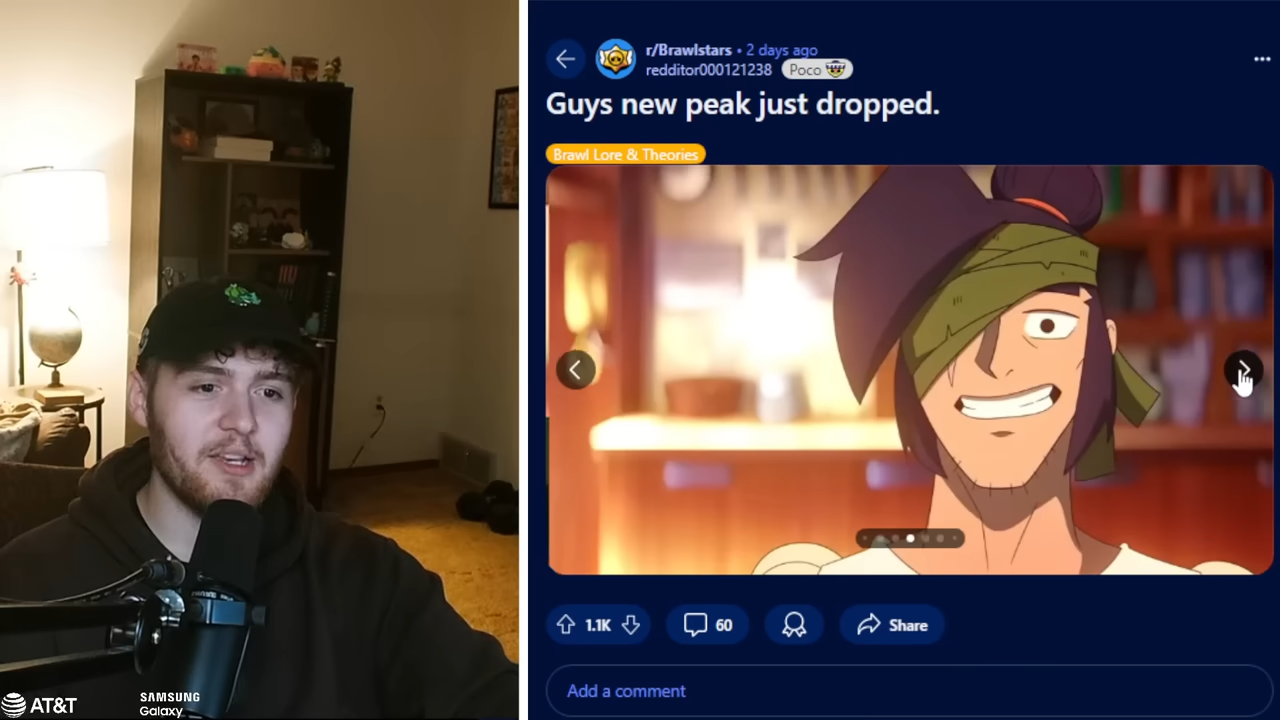 r/Brawlstars • 2 days ago
redditor000121238 Poco
Guys new peak just dropped.
Brawl Lore & Theories
1.1K
60
Share
Add a comment
AT&T
SAMSUNG
Galaxy